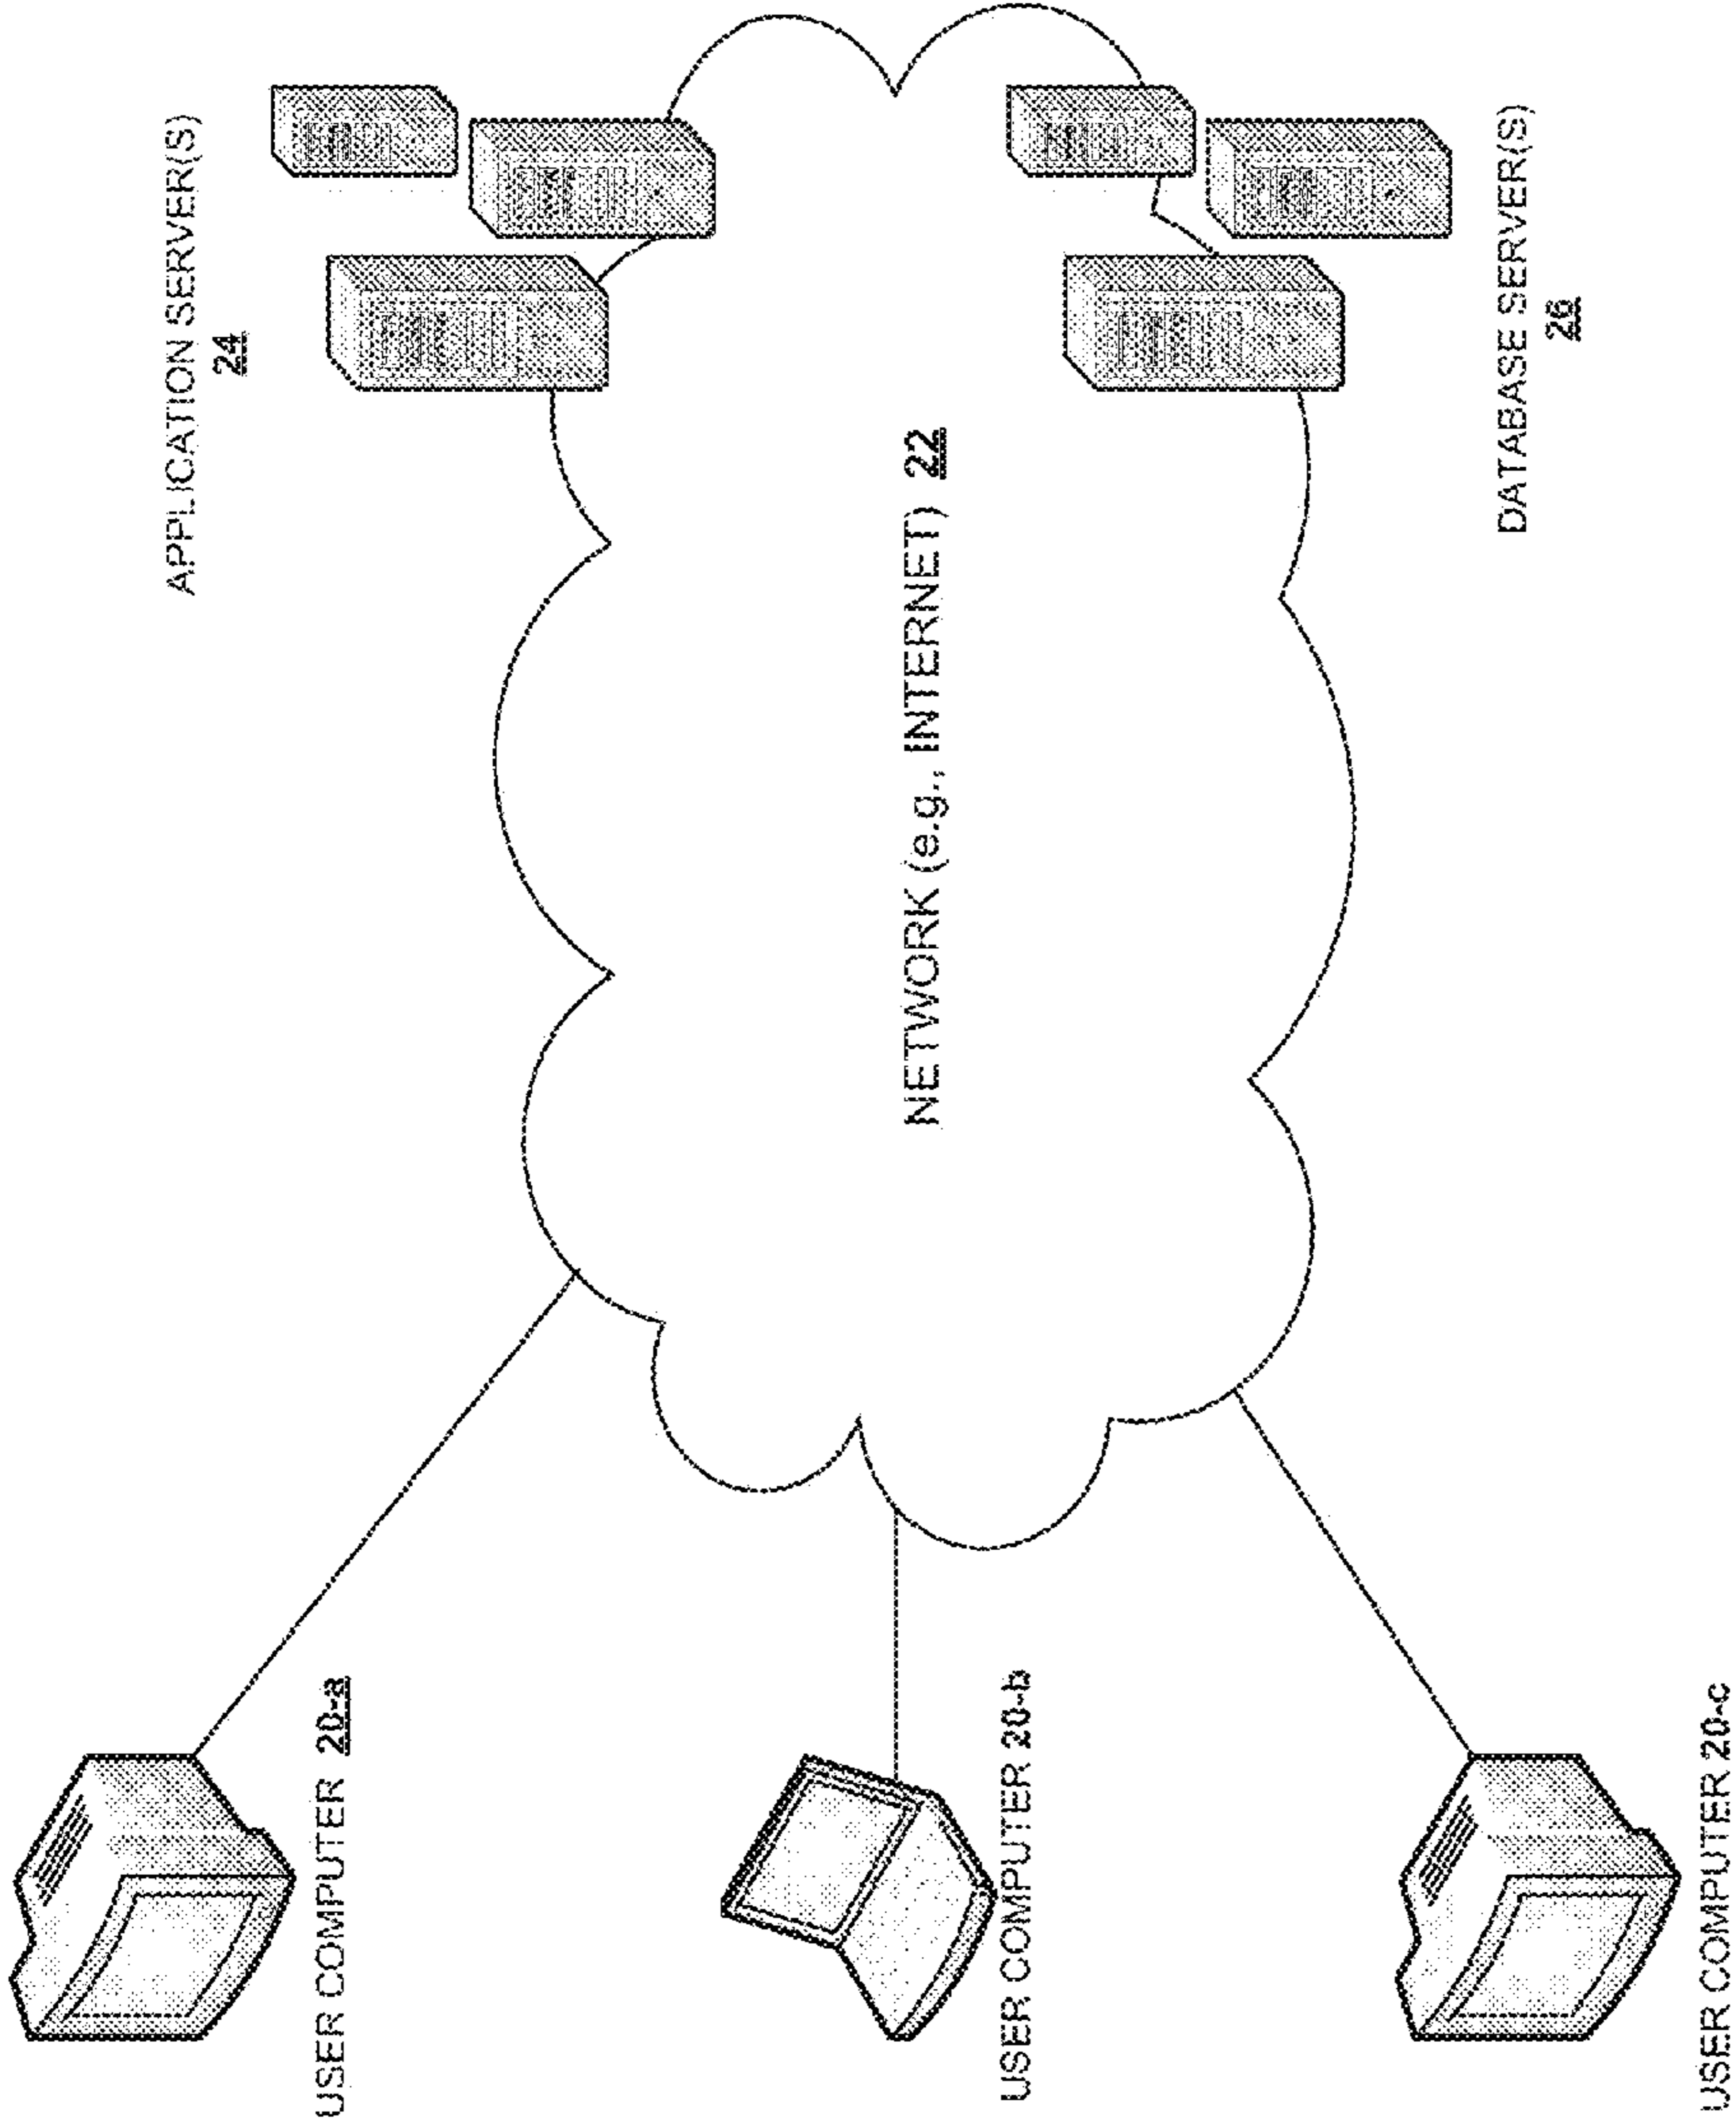 USER COMPUTER 20-a
APPLICATION SERVER(S)
24
NETWORK (e.g., INTERNET) 22
USER COMPUTER 20-b
DATABASE SERVER(S)
26
USER COMPUTER 20-c